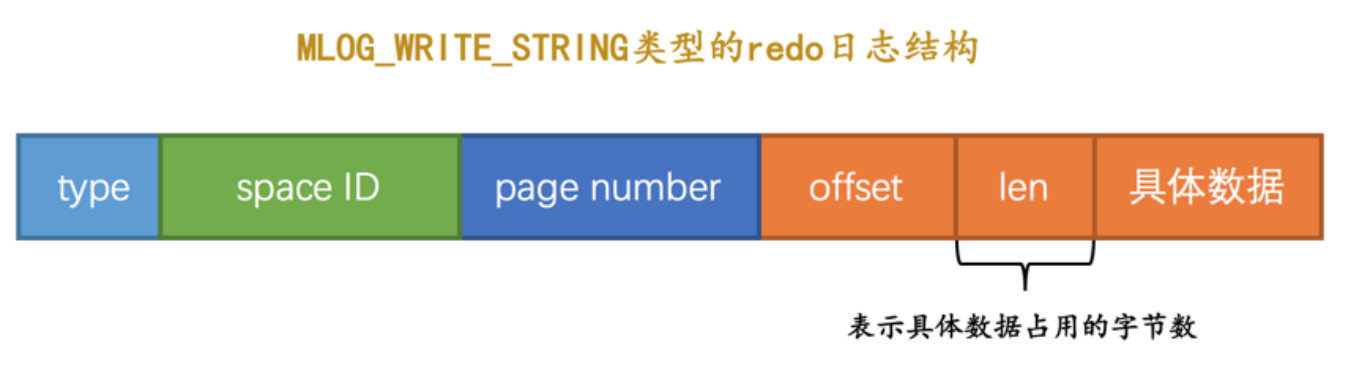 MLOG_WRITE_STRING类型的redo日志结构
type space ID page number offset len 具体数据
表示具体数据占用的字节数